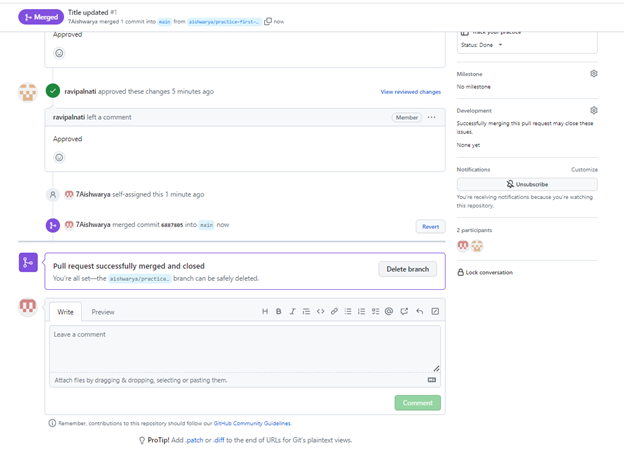 Merged
Title updated #1
7Aishwarya merged 1 commit into main from aishwarya/practice-first-... now
Approved
ravipalnati approved these changes 5 minutes ago
View reviewed changes
ravipalnati left a comment
Member
Approved
7Aishwarya self-assigned this 1 minute ago
7Aishwarya merged commit 6857805 into main now
Revert
Pull request successfully merged and closed
You're all set—the aishwarya/practice… branch can be safely deleted.
Delete branch
Write
Preview
Leave a comment
Attach files by dragging & dropping, selecting or pasting them.
Comment
Remember, contributions to this repository should follow our GitHub Community Guidelines.
ProTip! Add .patch or .diff to the end of URLs for Git's plaintext views.
Track your practice
Status: Done
Milestone
No milestone
Development
Successfully merging this pull request may close these
issues.
None yet
Notifications
Customize
Unsubscribe
You're receiving notifications because you're watching
this repository.
2 participants
Lock conversation